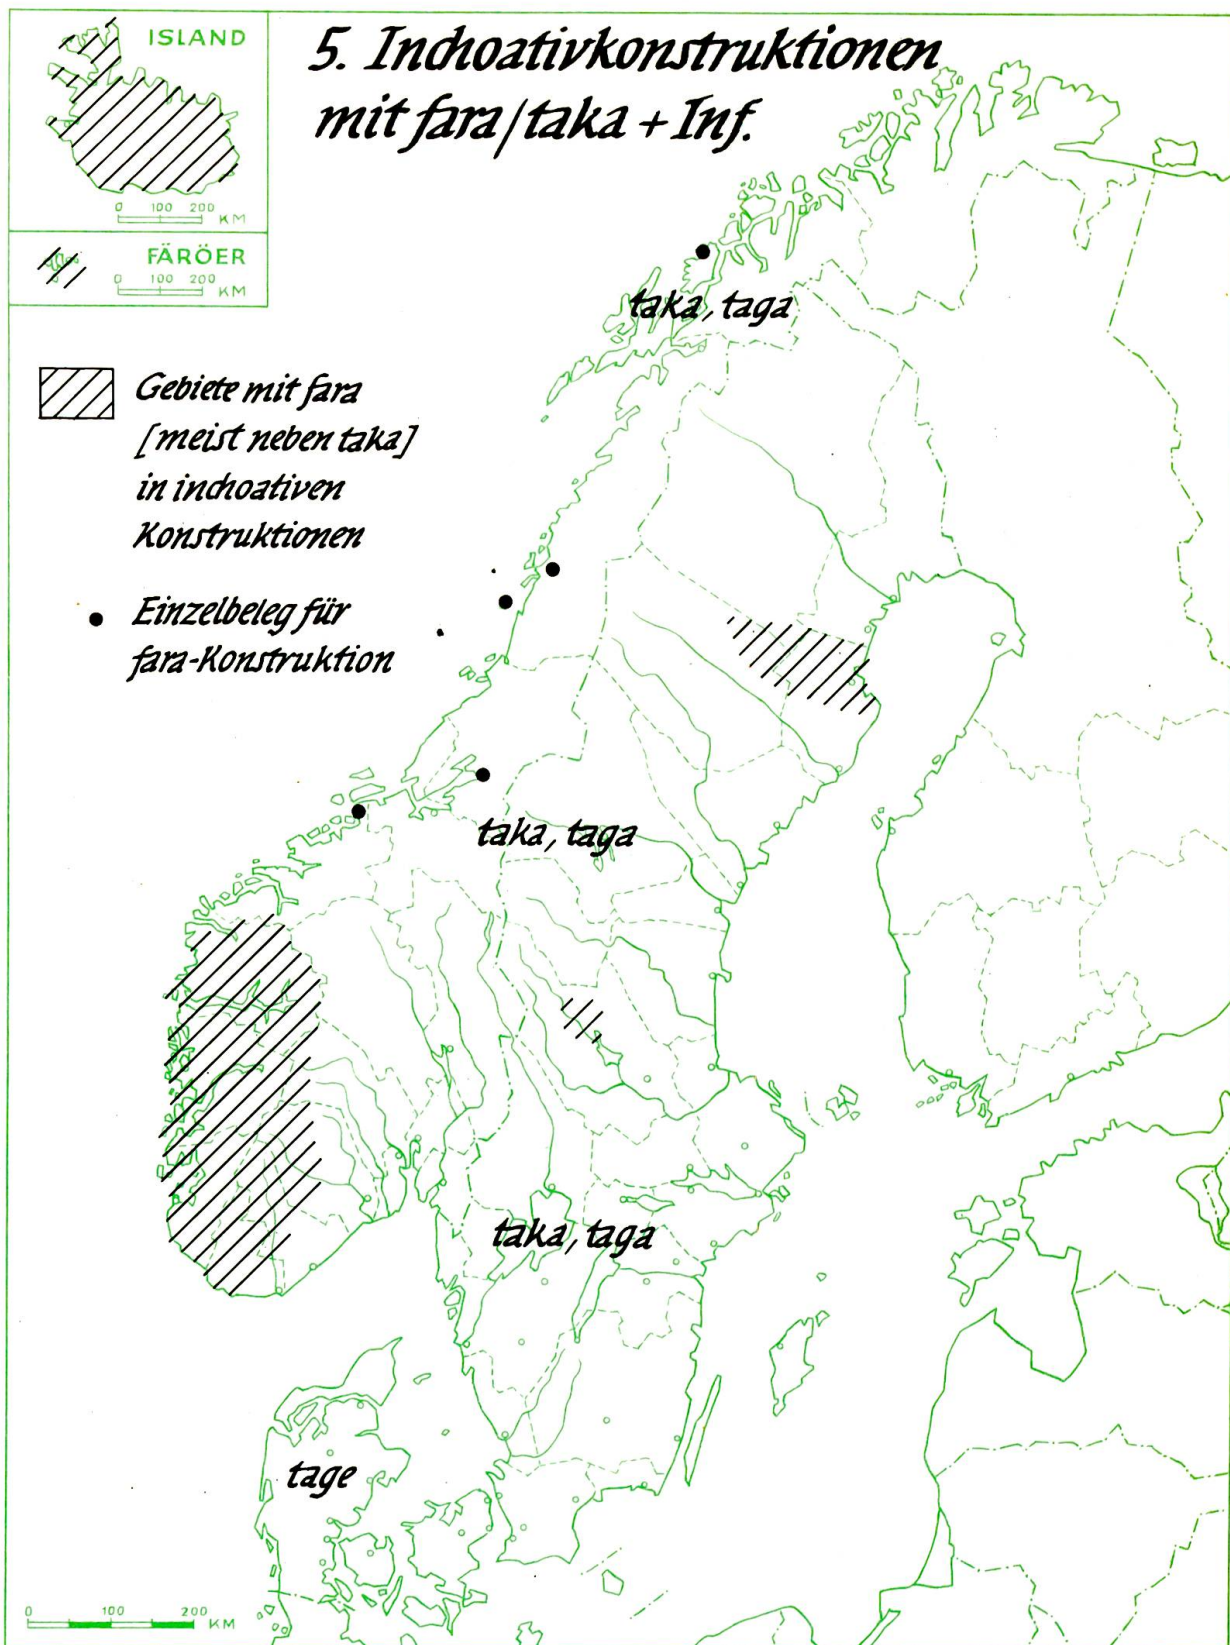 ISLAND
0 100 200
KM
FÄRÖER
0 100 200
KM
5. Inchoativkonstruktionen
mit fara/taka + Inf.
Gebiete mit fara
[meist neben taka]
in inchoativen
Konstruktionen
Einzelbeleg für
fara-Konstruktion
taka, taga
taka, taga
taka, taga
tage
0 100 200
KM